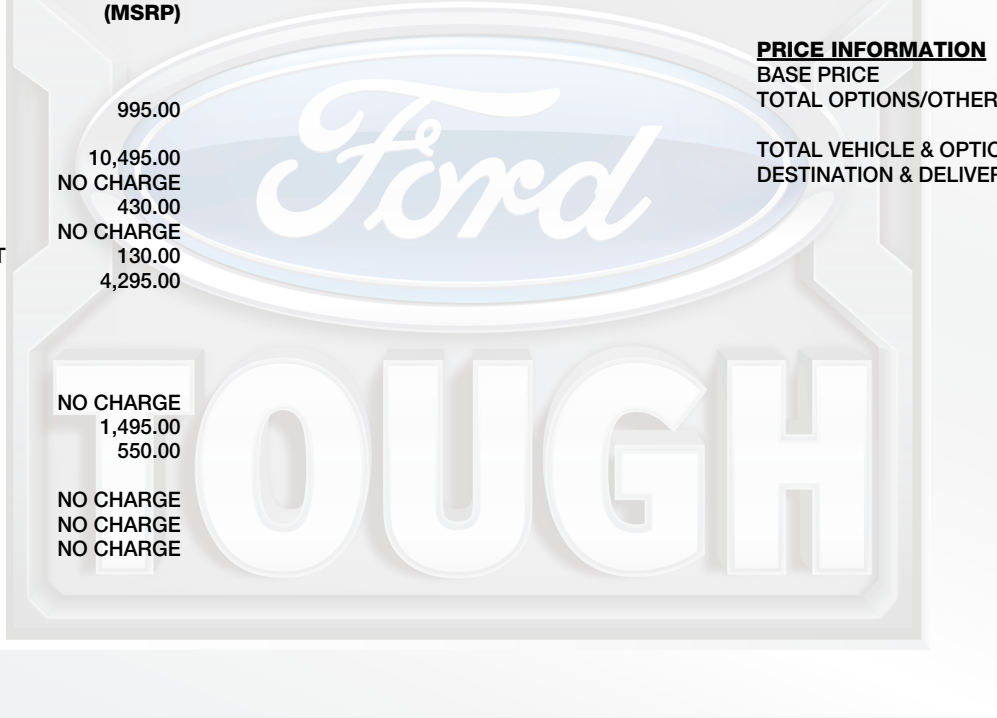 (MSRP)
995.00
10,495.00
NO CHARGE
430.00
NO CHARGE
130.00
4,295.00
NO CHARGE
1,495.00
550.00
NO CHARGE
NO CHARGE
NO CHARGE
PRICE INFORMATION
BASE PRICE
TOTAL OPTIONS/OTHER
TOTAL VEHICLE & OPTIO
DESTINATION & DELIVER
Ford
TOUGH